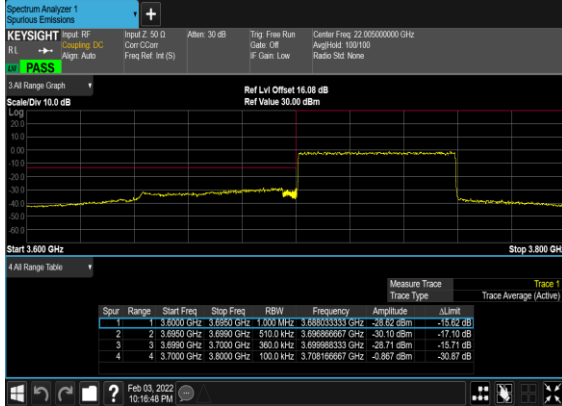 Spectrum Analyzer 1
Spurious Emissions
+
KEYSIGHT Input: RF Input Z: 50 Ω Atten: 30 dB Trig: Free Run Center Freq: 22.005000000 GHz
RL Coupling: DC Corr CCorr Gate: Off Avg|Hold: 100/100
Align: Auto Freq Ref: Int (S) IF Gain: Low Radio Std: None
PASS
3 All Range Graph
Ref Lvl Offset 16.08 dB
Scale/Div 10.0 dB Ref Value 30.00 dBm
Log
20.0
10.0
0.00
-10.0
-20.0
-30.0
-40.0
-50.0
-60.0
Start 3.600 GHz Stop 3.800 GHz
4 All Range Table
Measure Trace Trace 1
Trace Type Trace Average (Active)
Spur Range Start Freq Stop Freq RBW Frequency Amplitude ΔLimit
1 1 3.6000 GHz 3.6950 GHz 1.000 MHz 3.688033333 GHz -28.62 dBm -15.62 dB
2 2 3.6950 GHz 3.6990 GHz 510.0 kHz 3.696866667 GHz -30.10 dBm -17.10 dB
3 3 3.6990 GHz 3.7000 GHz 360.0 kHz 3.699988333 GHz -28.71 dBm -15.71 dB
4 4 3.7000 GHz 3.8000 GHz 100.0 kHz 3.708166667 GHz -0.867 dBm -30.87 dB
?
Feb 03, 2022
10:16:48 PM